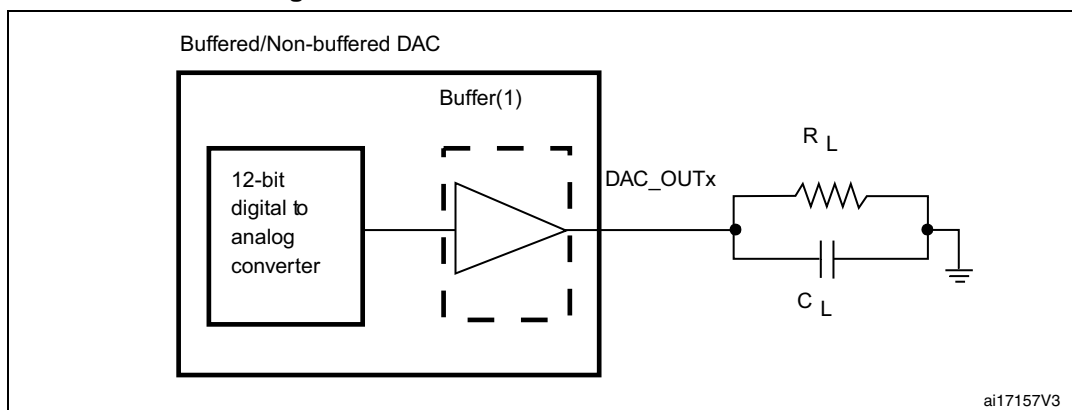 Buffered/Non-buffered DAC
Buffer(1)
12-bit
digital to
analog
converter
DAC_OUTx
R L
C L
ai17157V3